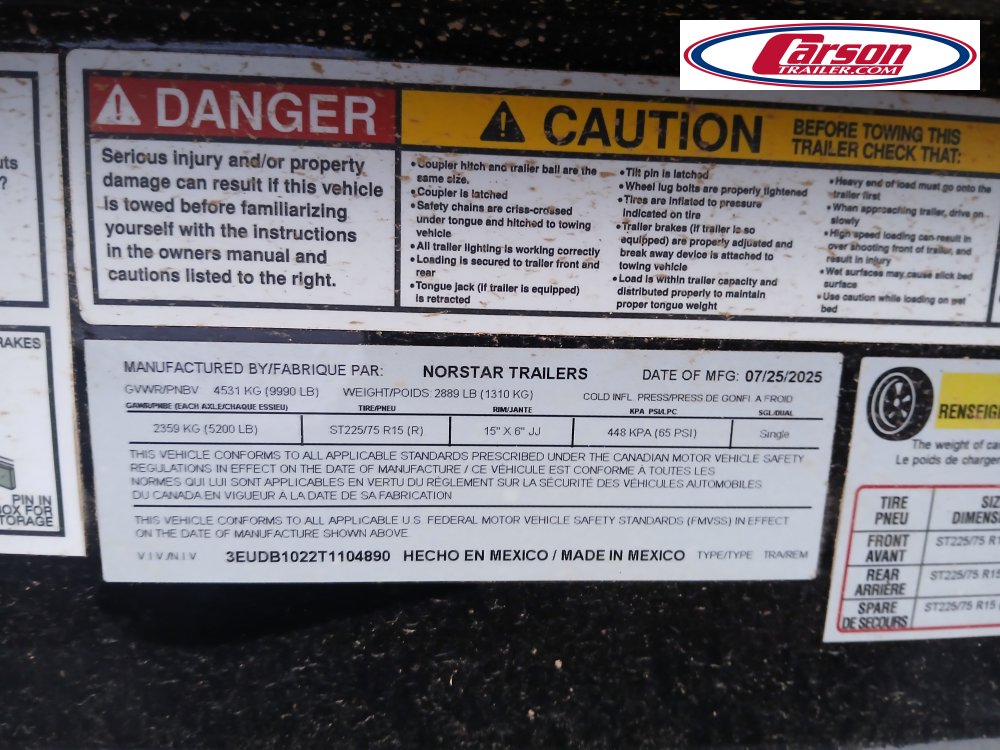 Carson
TRAILER.COM
DANGER
Serious injury and/or property
damage can result if this vehicle
is towed before familiarizing
yourself with the instructions
in the owners manual and
cautions listed to the right.
CAUTION
BEFORE TOWING THIS
TRAILER CHECK THAT:
•Coupler hitch and trailer ball are the
same size.
•Coupler is latched
•Safety chains are criss-crossed
under tongue and hitched to towing
vehicle
•All trailer lighting is working correctly
•Loading is secured to trailer front and
rear
•Tongue jack (if trailer is equipped)
is retracted
•Tilt pin is latched
•Wheel lug bolts are properly tightened
•Tires are inflated to pressure
indicated on tire
•Trailer brakes (if trailer is so
equipped) are properly adjusted and
break away device is attached to
towing vehicle
•Load is within trailer capacity and
distributed properly to maintain
proper tongue weight
•Heavy end of load must go onto the
trailer first
•When approaching trailer, drive on
slowly
•High speed loading can result in
over shooting front of trailer, and
result in injury
•Wet surfaces may cause slick bed
surface
•Use caution while loading on wet
bed
uts
?
RAKES
PIN IN
BOX FOR
STORAGE
MANUFACTURED BY/FABRIQUE PAR: NORSTAR TRAILERS DATE OF MFG: 07/25/2025
GVWR/PNBV 4531 KG (9990 LB) WEIGHT/POIDS: 2889 LB (1310 KG) COLD INFL. PRESS/PRESS DE GONFL A FROID
GAWR/PNBE (EACH AXLE/CHAQUE ESSIEU) TIRE/PNEU RIM/JANTE KPA PSI/LPC SGL/DUAL
2359 KG (5200 LB) ST225/75 R15 (R) 15" X 6" JJ 448 KPA (65 PSI) Single
THIS VEHICLE CONFORMS TO ALL APPLICABLE STANDARDS PRESCRIBED UNDER THE CANADIAN MOTOR VEHICLE SAFETY
REGULATIONS IN EFFECT ON THE DATE OF MANUFACTURE / CE VÉHICULE EST CONFORME À TOUTES LES
NORMES QUI LUI SONT APPLICABLES EN VERTU DU RÈGLEMENT SUR LA SÉCURITÉ DES VÉHICULES AUTOMOBILES
DU CANADA EN VIGUEUR À LA DATE DE SA FABRICATION
THIS VEHICLE CONFORMS TO ALL APPLICABLE U.S FEDERAL MOTOR VEHICLE SAFETY STANDARDS (FMVSS) IN EFFECT
ON THE DATE OF MANUFACTURE SHOWN ABOVE.
V.I.V./N.I.V 3EUDB1022T1104890 HECHO EN MEXICO / MADE IN MEXICO TYPE/TYPE TRA/REM
RENSEIG
The weight of ca
Le poids de charge
TIRE SIZ
PNEU DIMENS
FRONT ST225/75 R1
AVANT
REAR ST225/75 R15
ARRIÈRE
SPARE ST225/75 R15
DE SECOURS